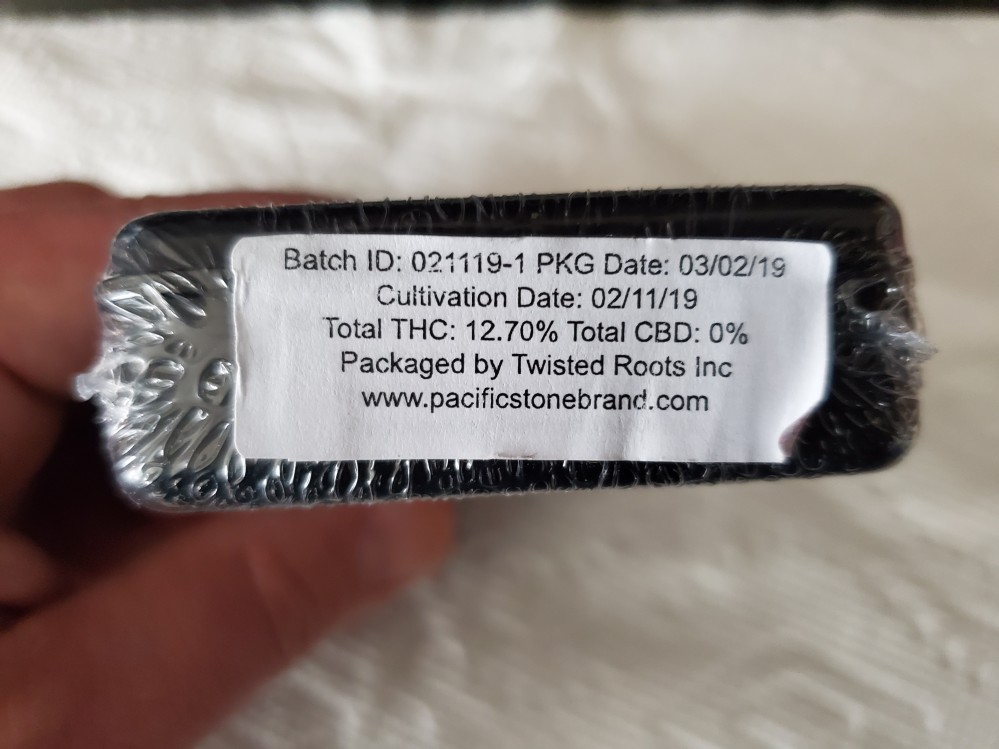 Batch ID: 021119-1 PKG Date: 03/02/19
Cultivation Date: 02/11/19
Total THC: 12.70% Total CBD: 0%
Packaged by Twisted Roots Inc
www.pacificstonebrand.com